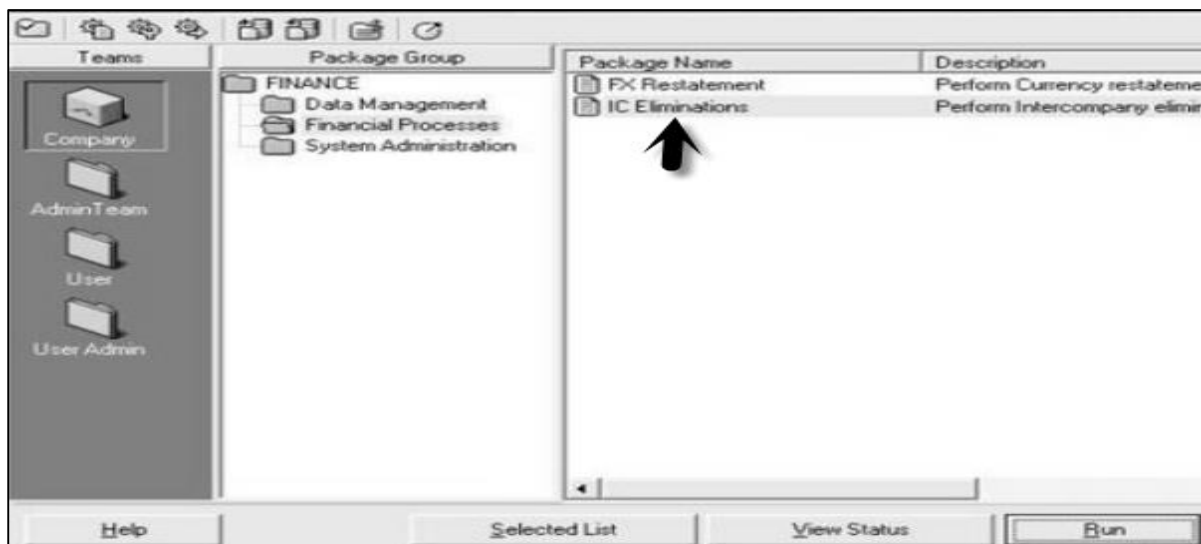 Teams
Package Group
Package Name
Description
Company
AdminTeam
User
User Admin
FINANCE
Data Management
Financial Processes
System Administration
FX Restatement
Perform Currency restateme
IC Eliminations
Perform Intercompany elimin
Help
Selected List
View Status
Run